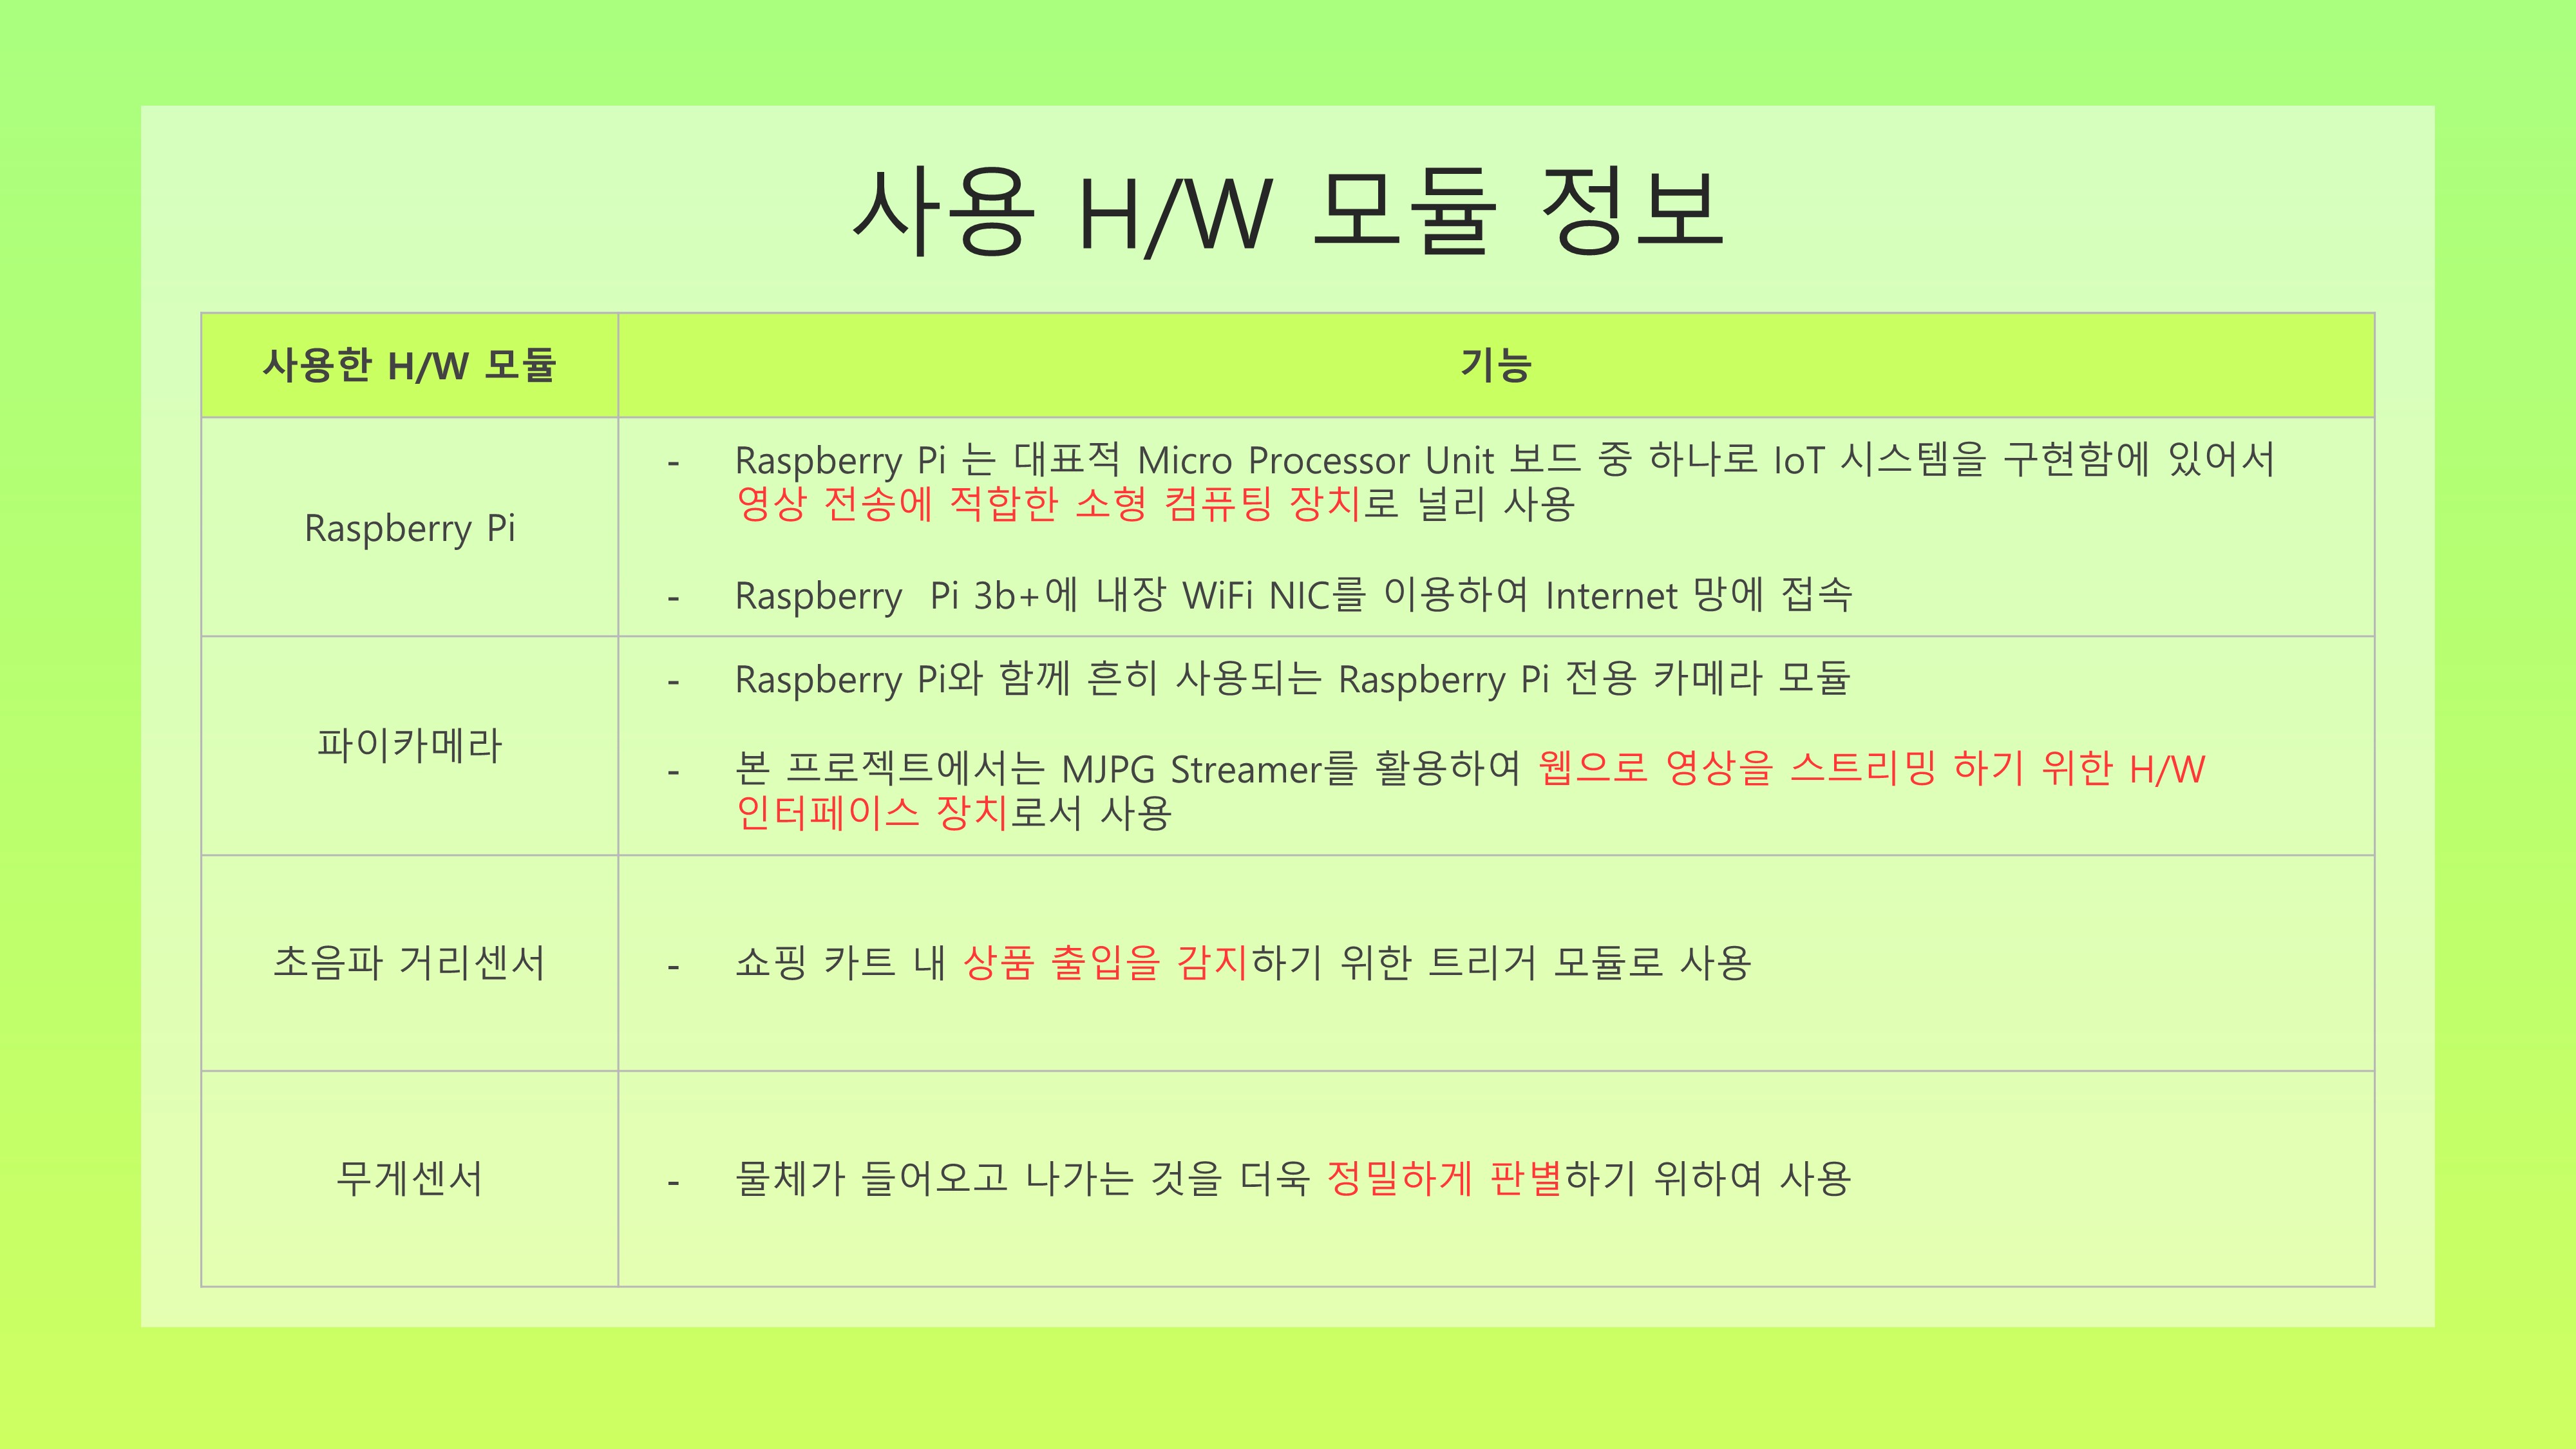 사용 H/W 모듈 정보
사용한 H/W 모듈
기능
Raspberry Pi
- Raspberry Pi 는 대표적 Micro Processor Unit 보드 중 하나로 IoT 시스템을 구현함에 있어서
영상 전송에 적합한 소형 컴퓨팅 장치로 널리 사용
- Raspberry  Pi 3b+에 내장 WiFi NIC를 이용하여 Internet 망에 접속
파이카메라
- Raspberry Pi와 함께 흔히 사용되는 Raspberry Pi 전용 카메라 모듈
- 본 프로젝트에서는 MJPG Streamer를 활용하여 웹으로 영상을 스트리밍 하기 위한 H/W
인터페이스 장치로서 사용
초음파 거리센서
- 쇼핑 카트 내 상품 출입을 감지하기 위한 트리거 모듈로 사용
무게센서
- 물체가 들어오고 나가는 것을 더욱 정밀하게 판별하기 위하여 사용